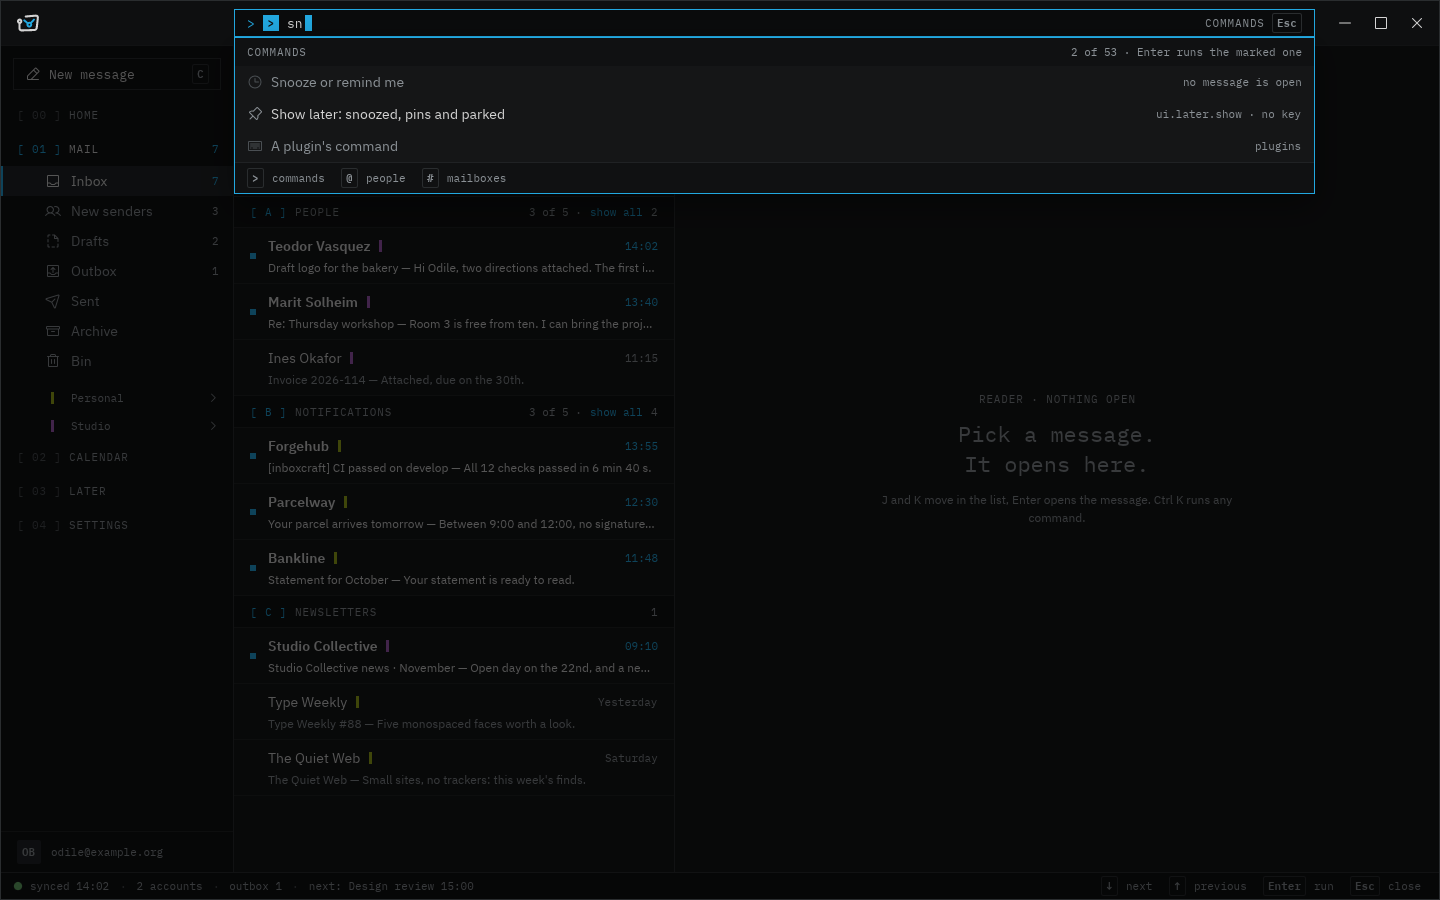 > > sn COMMANDS Esc
COMMANDS 2 of 53 · Enter runs the marked one
Snooze or remind me no message is open
Show later: snoozed, pins and parked ui.later.show · no key
A plugin's command plugins
> commands @ people # mailboxes
New message C
[ 00 ] HOME
[ 01 ] MAIL 7
Inbox 7
New senders 3
Drafts 2
Outbox 1
Sent
Archive
Bin
Personal
Studio
[ 02 ] CALENDAR
[ 03 ] LATER
[ 04 ] SETTINGS
OB odile@example.org
[ A ] PEOPLE 3 of 5 · show all 2
Teodor Vasquez 14:02
Draft logo for the bakery — Hi Odile, two directions attached. The first i…
Marit Solheim 13:40
Re: Thursday workshop — Room 3 is free from ten. I can bring the proj…
Ines Okafor 11:15
Invoice 2026-114 — Attached, due on the 30th.
[ B ] NOTIFICATIONS 3 of 5 · show all 4
Forgehub 13:55
[inboxcraft] CI passed on develop — All 12 checks passed in 6 min 40 s.
Parcelway 12:30
Your parcel arrives tomorrow — Between 9:00 and 12:00, no signature…
Bankline 11:48
Statement for October — Your statement is ready to read.
[ C ] NEWSLETTERS 1
Studio Collective 09:10
Studio Collective news · November — Open day on the 22nd, and a ne…
Type Weekly Yesterday
Type Weekly #88 — Five monospaced faces worth a look.
The Quiet Web Saturday
The Quiet Web — Small sites, no trackers: this week's finds.
READER · NOTHING OPEN
Pick a message.
It opens here.
J and K move in the list, Enter opens the message. Ctrl K runs any
command.
synced 14:02 · 2 accounts · outbox 1 · next: Design review 15:00
↓ next ↑ previous Enter run Esc close